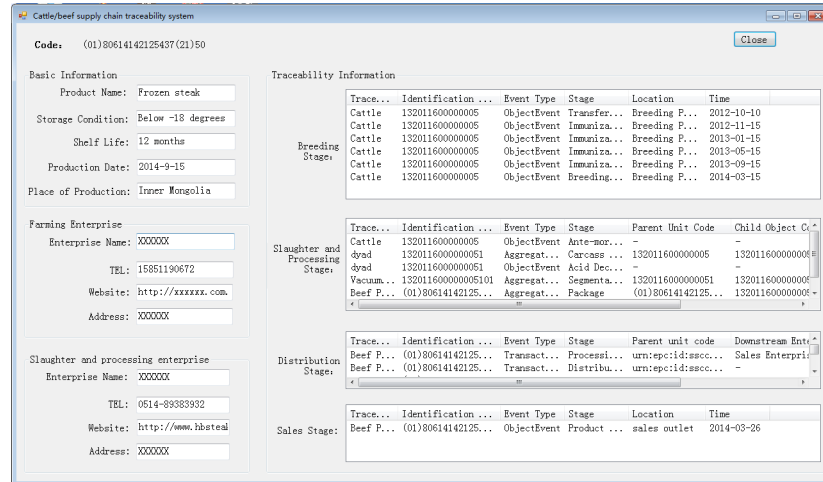 Cattle/beef supply chain traceability system
Code: (01)80614142125437(21)50
Close
Basic Information
Product Name: Frozen steak
Storage Condition: Below -18 degrees
Shelf Life: 12 months
Production Date: 2014-9-15
Place of Production: Inner Mongolia
Farming Enterprise
Enterprise Name: XXXXXX
TEL: 15851190672
Website: http://xxxxxx.com.
Address: XXXXXX
Slaughter and processing enterprise
Enterprise Name: XXXXXX
TEL: 0514-89383932
Website: http://www.hbsteal
Address: XXXXXX
Traceability Information
Breeding Stage:
Trace... Identification ... Event Type Stage Location Time
Cattle 132011600000005 ObjectEvent Transfer... Breeding P... 2012-10-10
Cattle 132011600000005 ObjectEvent Immuniza... Breeding P... 2012-11-15
Cattle 132011600000005 ObjectEvent Immuniza... Breeding P... 2013-01-15
Cattle 132011600000005 ObjectEvent Immuniza... Breeding P... 2013-05-15
Cattle 132011600000005 ObjectEvent Immuniza... Breeding P... 2013-09-15
Cattle 132011600000005 ObjectEvent Breeding... Breeding P... 2014-03-15
Slaughter and Processing Stage:
Trace... Identification ... Event Type Stage Parent Unit Code Child Object
Cattle 132011600000005 ObjectEvent Ante-mor... - -
dyad 1320116000000051 Aggregat... Carcass ... 132011600000005
dyad 1320116000000051 ObjectEvent Acid Dec... - -
Vacuum... 132011600000005101 Aggregat... Segmenta... 1320116000000051
Beef P... (01)80614142125... Aggregat... Package (01)80614142125...
Distribution Stage:
Trace... Identification ... Event Type Stage Parent unit code Downstream
Beef P... (01)80614142125... Transact... Processi... urn:epc:id:sscc... Sales
Beef P... (01)80614142125... Transact... Distribu... urn:epc:id:sscc... -
Sales Stage:
Trace... Identification ... Event Type Stage Location Time
Beef P... (01)80614142125... ObjectEvent Product ... sales outlet 2014-03-26